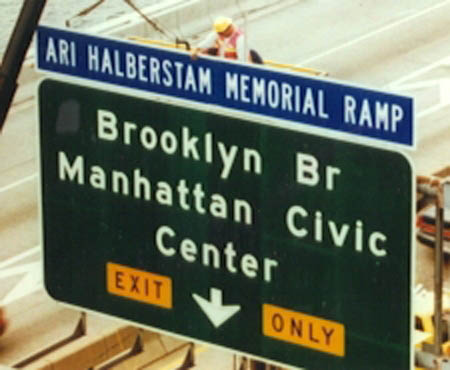 ARI HALBERSTAM MEMORIAL RAMP
Brooklyn Br
Manhattan Civic
Center
EXIT ONLY